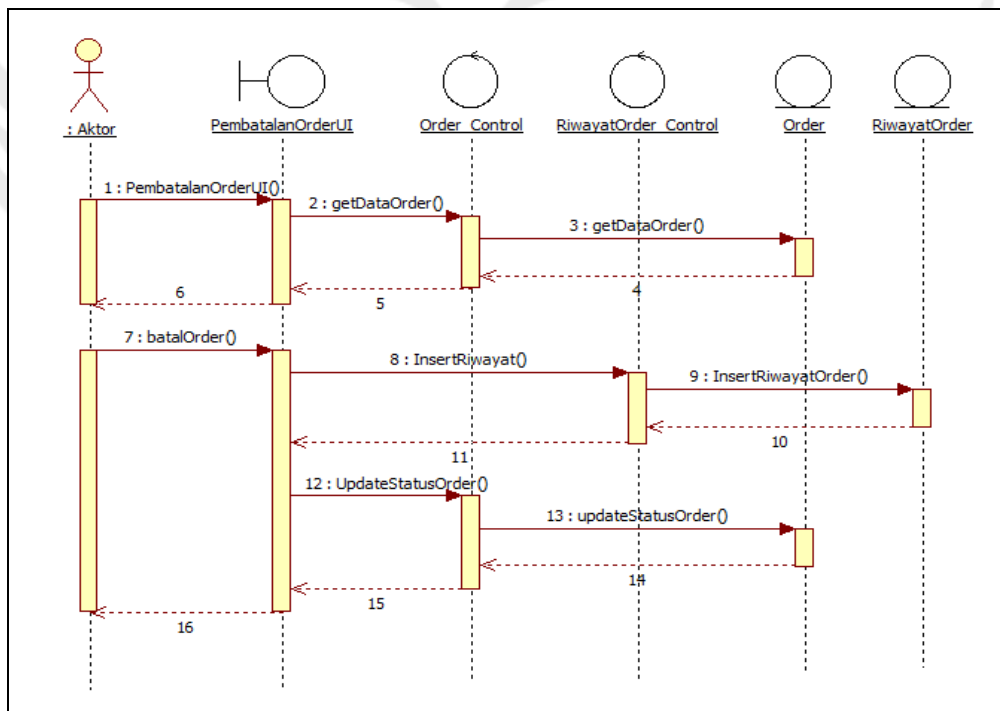 : Aktor
PembatalanOrderUI
Order_Control
RiwayatOrder_Control
Order
RiwayatOrder
1 : PembatalanOrderUI()
2 : getDataOrder()
3 : getDataOrder()
4
5
6
7 : batalOrder()
8 : InsertRiwayat()
9 : InsertRiwayatOrder()
10
11
12 : UpdateStatusOrder()
13 : updateStatusOrder()
14
15
16